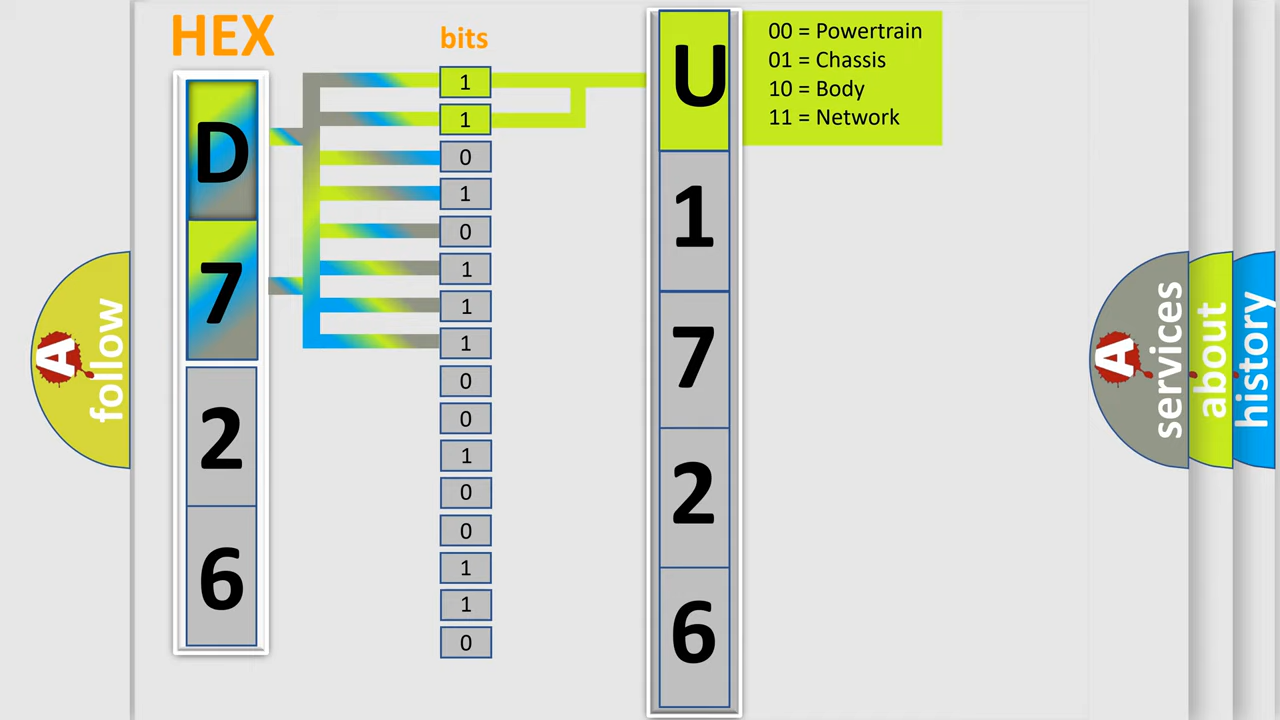 HEX
D
7
2
6
bits
1
1
0
1
0
1
1
1
0
0
1
0
0
1
1
0
U
1
7
2
6
00 = Powertrain
01 = Chassis
10 = Body
11 = Network
A follow
A services
about
history